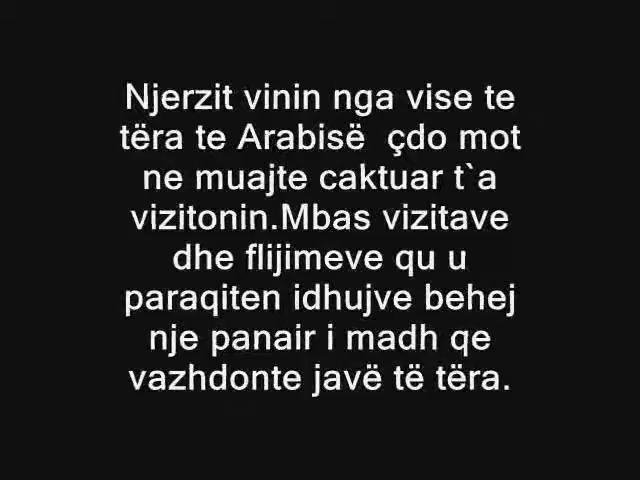 Njerzit vinin nga vise te
tëra te Arabisë  çdo mot
ne muajte caktuar t`a
vizitonin.Mbas vizitave
dhe flijimeve qu u
paraqiten idhujve behej
nje panair i madh qe
vazhdonte javë të tëra.